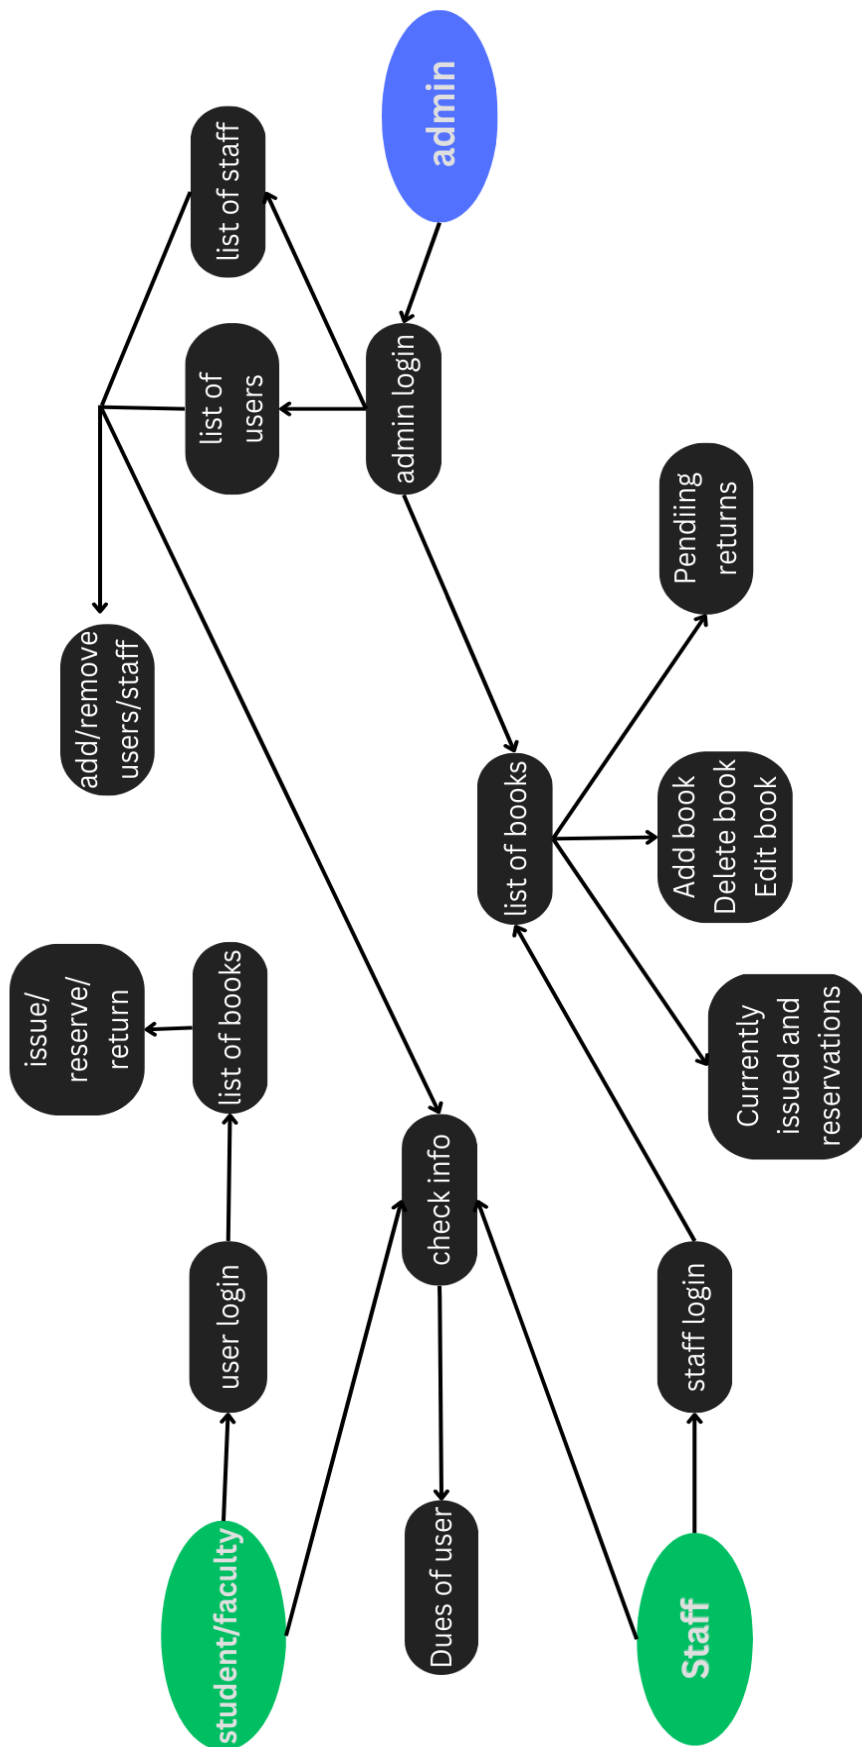 student/faculty
user login
list of books
issue/
reserve/
return
add/remove
users/staff
list of
users
list of staff
Dues of user
check info
admin login
admin
list of books
Staff
staff login
Currently
issued and
reservations
Add book
Delete book
Edit book
Pendiing
returns